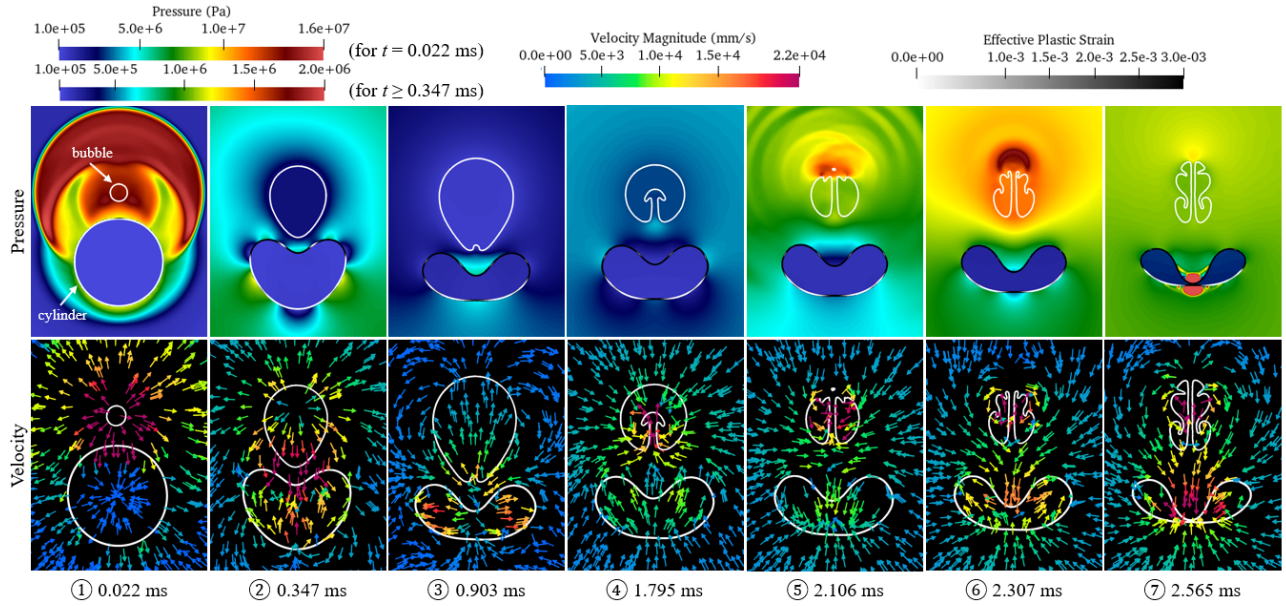 Pressure (Pa)
1.0e+05 5.0e+6 1.0e+7 1.6e+07
(for t = 0.022 ms)
1.0e+05 5.0e+5 1.0e+6 1.5e+6 2.0e+06
(for t ≥ 0.347 ms)
Velocity Magnitude (mm/s)
0.0e+00 5.0e+3 1.0e+4 1.5e+4 2.2e+04
Effective Plastic Strain
0.0e+00 1.0e-3 1.5e-3 2.0e-3 2.5e-3 3.0e-03
Pressure
bubble
cylinder
Velocity
① 0.022 ms
② 0.347 ms
③ 0.903 ms
④ 1.795 ms
⑤ 2.106 ms
⑥ 2.307 ms
⑦ 2.565 ms